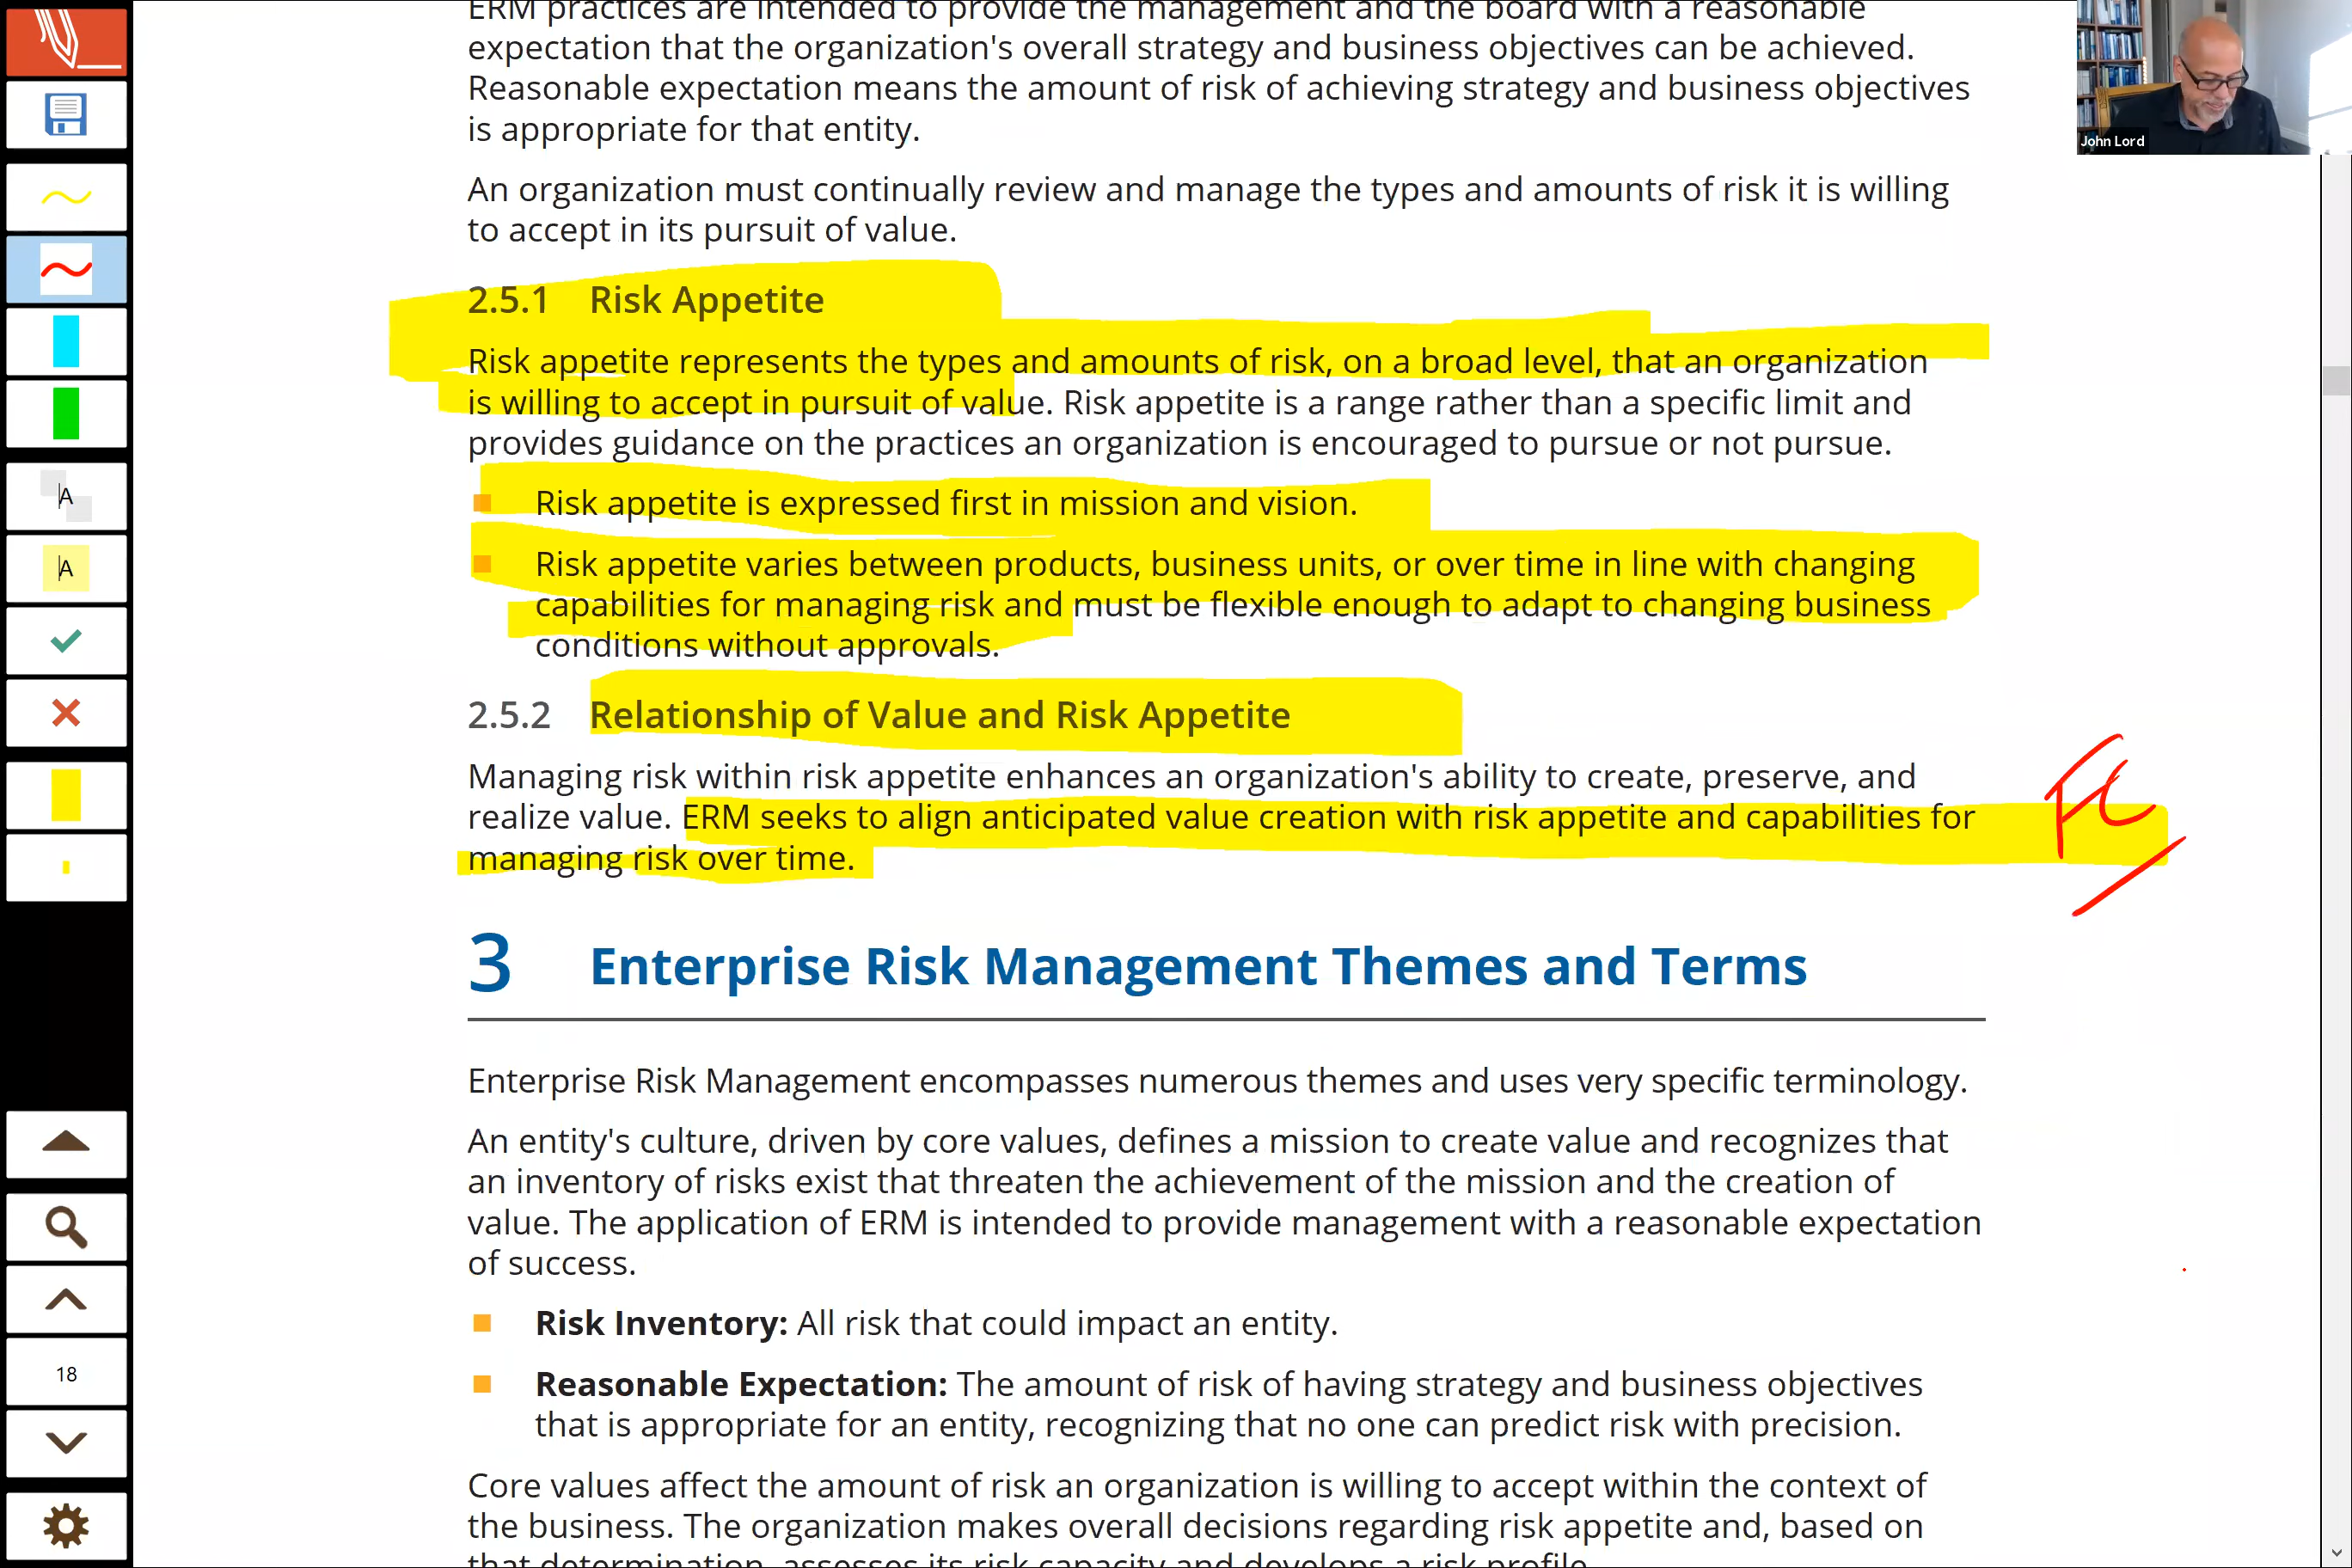 ERM practices are intended to provide the management and the board with a reasonable
expectation that the organization's overall strategy and business objectives can be achieved.
Reasonable expectation means the amount of risk of achieving strategy and business objectives
is appropriate for that entity.
John Lord
An organization must continually review and manage the types and amounts of risk it is willing
to accept in its pursuit of value.
2.5.1 Risk Appetite
Risk appetite represents the types and amounts of risk, on a broad level, that an organization
is willing to accept in pursuit of value. Risk appetite is a range rather than a specific limit and
provides guidance on the practices an organization is encouraged to pursue or not pursue.
Risk appetite is expressed first in mission and vision.
Risk appetite varies between products, business units, or over time in line with changing
capabilities for managing risk and must be flexible enough to adapt to changing business
conditions without approvals.
2.5.2 Relationship of Value and Risk Appetite
Managing risk within risk appetite enhances an organization's ability to create, preserve, and
realize value. ERM seeks to align anticipated value creation with risk appetite and capabilities for
managing risk over time.
FC
3 Enterprise Risk Management Themes and Terms
Enterprise Risk Management encompasses numerous themes and uses very specific terminology.
An entity's culture, driven by core values, defines a mission to create value and recognizes that
an inventory of risks exist that threaten the achievement of the mission and the creation of
value. The application of ERM is intended to provide management with a reasonable expectation
of success.
Risk Inventory: All risk that could impact an entity.
Reasonable Expectation: The amount of risk of having strategy and business objectives
that is appropriate for an entity, recognizing that no one can predict risk with precision.
Core values affect the amount of risk an organization is willing to accept within the context of
the business. The organization makes overall decisions regarding risk appetite and, based on
that determination, assesses its risk capacity and develops a risk profile.
A
A
18